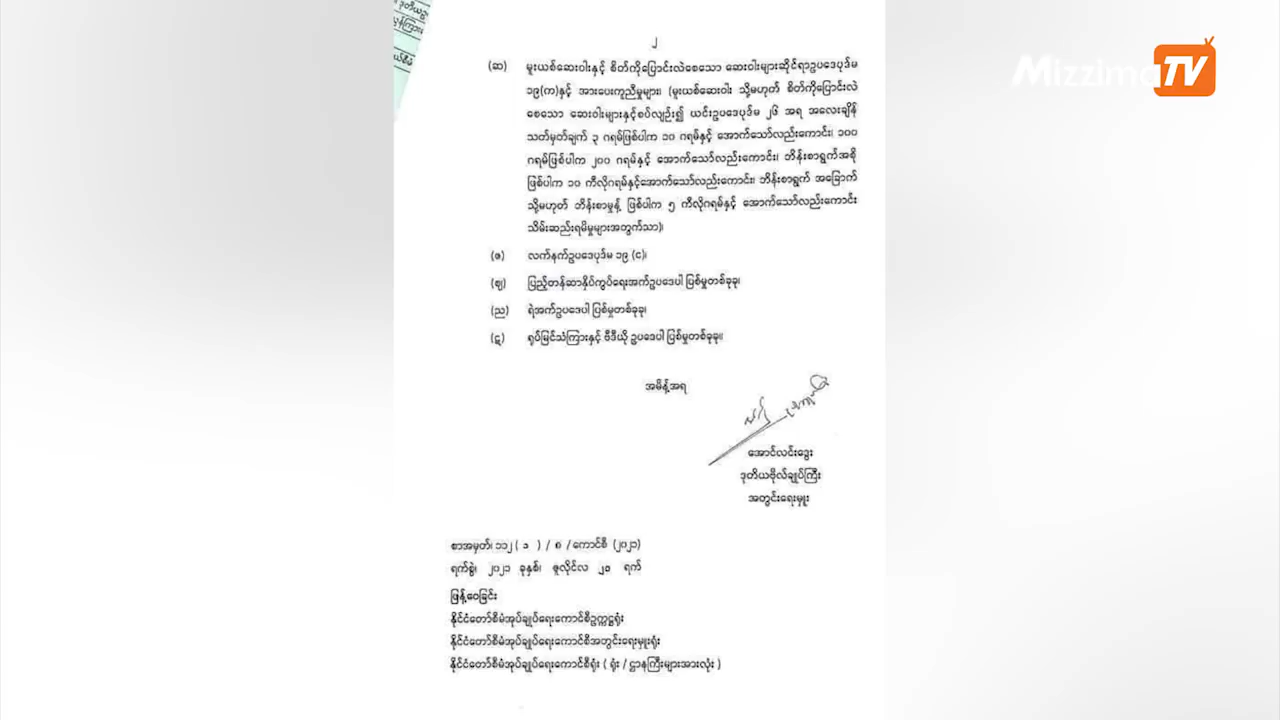 ၂
(ဆ) မူးယစ်ဆေးဝါးနှင့် စိတ်ကိုပြောင်းလဲစေသော ဆေးဝါးများဆိုင်ရာဥပဒေပုဒ်မ
၁၉(က)နှင့် အားပေးကူညီမှုများ၊ (မူးယစ်ဆေးဝါး သို့မဟုတ် စိတ်ကိုပြောင်းလဲ
စေသော ဆေးဝါးများနှင့်စပ်လျဉ်း၍ ယင်းဥပဒေပုဒ်မ ၂၆ အရ အလေးချိန်
သတ်မှတ်ချက် ၃ ဂရမ်ဖြစ်ပါက ၁၀ ဂရမ်နှင့် အောက်သော်လည်းကောင်း၊ ၁၀၀
ဂရမ်ဖြစ်ပါက ၂၀၀ ဂရမ်နှင့် အောက်သော်လည်းကောင်း၊ ဘိန်းစာရွက်အစို
ဖြစ်ပါက ၁၀ ကီလိုဂရမ်နှင့်အောက်သော်လည်းကောင်း၊ ဘိန်းစာရွက် အခြောက်
သို့မဟုတ် ဘိန်းစာမှုန့် ဖြစ်ပါက ၅ ကီလိုဂရမ်နှင့် အောက်သော်လည်းကောင်း
သိမ်းဆည်းရမိမှုများအတွက်သာ)၊
(ဇ) လက်နက်ဥပဒေပုဒ်မ ၁၉ (င)၊
(ဈ) ပြည့်တန်ဆာနှိပ်ကွပ်ရေးအက်ဥပဒေပါ ပြစ်မှုတစ်ခုခု၊
(ည) ရဲအက်ဥပဒေပါ ပြစ်မှုတစ်ခုခု၊
(ဋ) ရုပ်မြင်သံကြားနှင့် ဗီဒီယို ဥပဒေပါ ပြစ်မှုတစ်ခုခု။
အမိန့်အရ
အောင်လင်းဒွေး
ဒုတိယဗိုလ်ချုပ်ကြီး
အတွင်းရေးမှူး
စာအမှတ်၊ ၁၁၂ ( ၁ ) / ၈ / ကောင်စီ (၂၀၂၁)
ရက်စွဲ၊ ၂၀၂၁ ခုနှစ်၊ ဇူလိုင်လ ရက်
ဖြန့်ဝေခြင်း
နိုင်ငံတော်စီမံအုပ်ချုပ်ရေးကောင်စီဥက္ကဋ္ဌရုံး
နိုင်ငံတော်စီမံအုပ်ချုပ်ရေးကောင်စီအတွင်းရေးမှူးရုံး
နိုင်ငံတော်စီမံအုပ်ချုပ်ရေးကောင်စီရုံး ( ရုံး / ဌာနကြီးများအားလုံး )
Mizzima TV